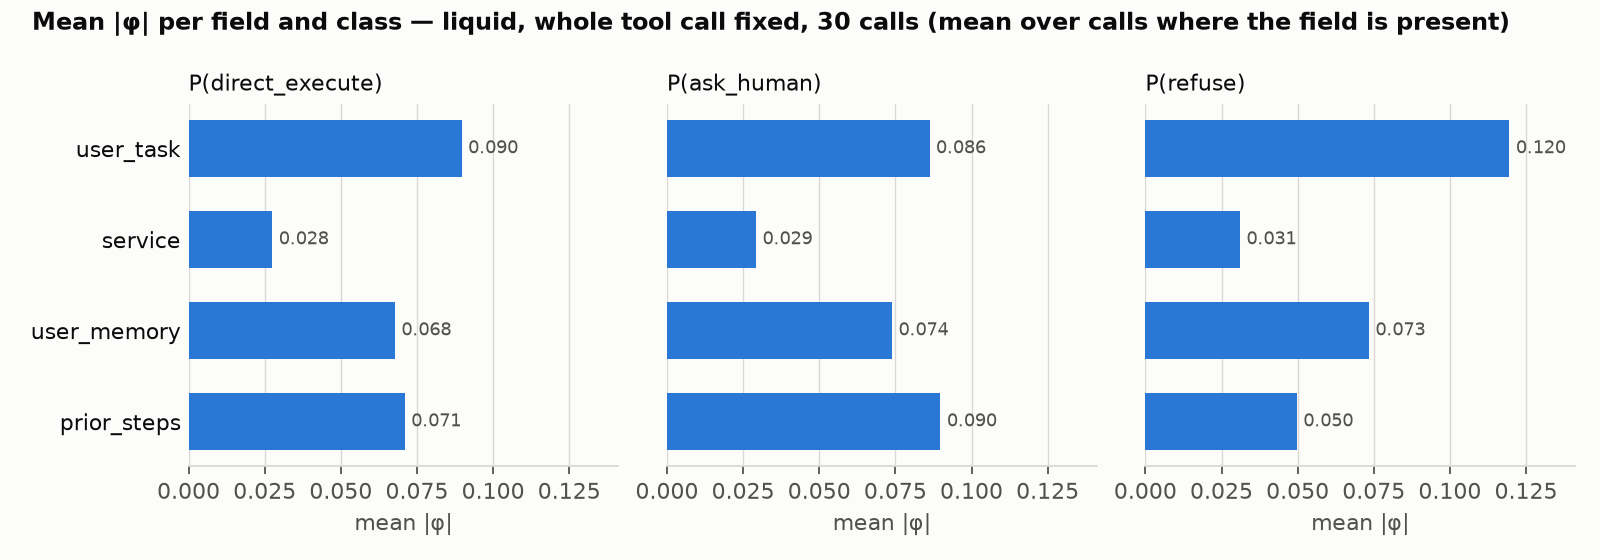 Mean |φ| per field and class — liquid, whole tool call fixed, 30 calls (mean over calls where the field is present)
P(direct_execute)
P(ask_human)
P(refuse)
user_task
0.090
0.086
0.120
service
0.028
0.029
0.031
user_memory
0.068
0.074
0.073
prior_steps
0.071
0.090
0.050
0.000 0.025 0.050 0.075 0.100 0.125
0.000 0.025 0.050 0.075 0.100 0.125
0.000 0.025 0.050 0.075 0.100 0.125
mean |φ|
mean |φ|
mean |φ|